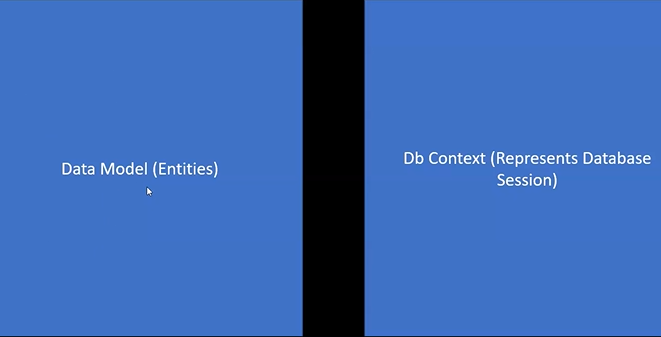 Data Model (Entities)
Db Context (Represents Database
Session)